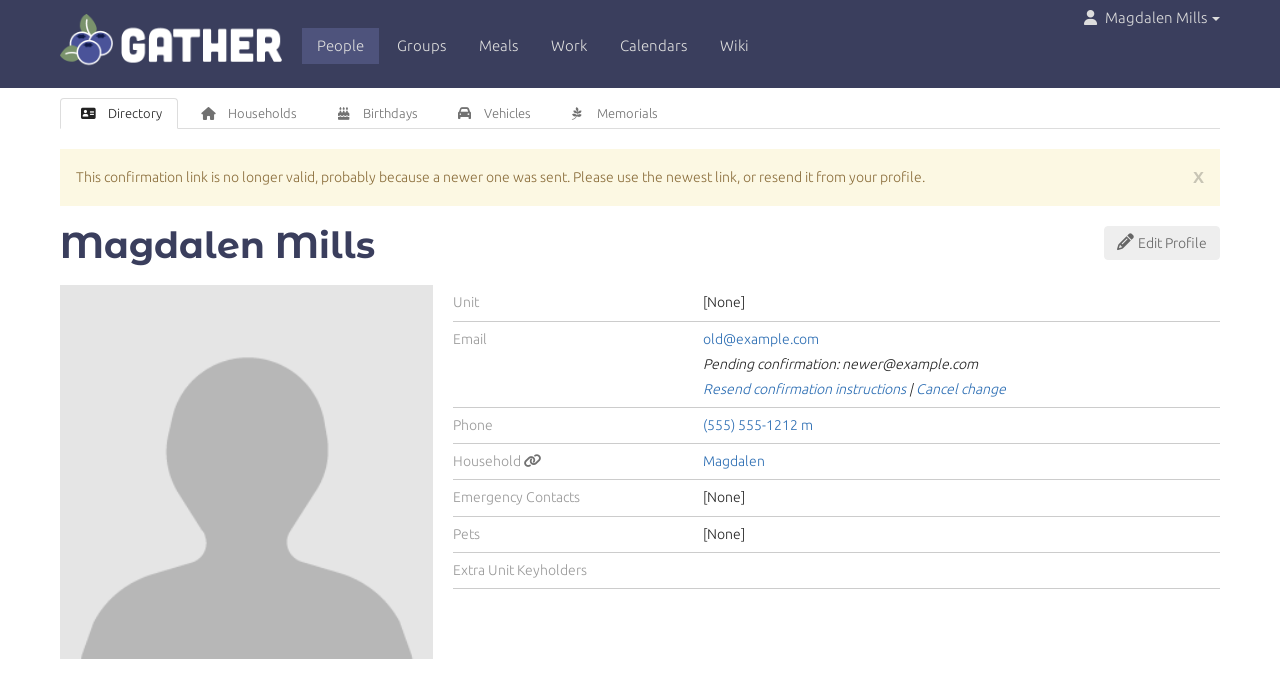 Magdalen Mills
GATHER
People Groups Meals Work Calendars Wiki
Directory Households Birthdays Vehicles Memorials
This confirmation link is no longer valid, probably because a newer one was sent. Please use the newest link, or resend it from your profile. x
Magdalen Mills
Edit Profile
Unit [None]
Email old@example.com
Pending confirmation: newer@example.com
Resend confirmation instructions | Cancel change
Phone (555) 555-1212 m
Household Magdalen
Emergency Contacts [None]
Pets [None]
Extra Unit Keyholders